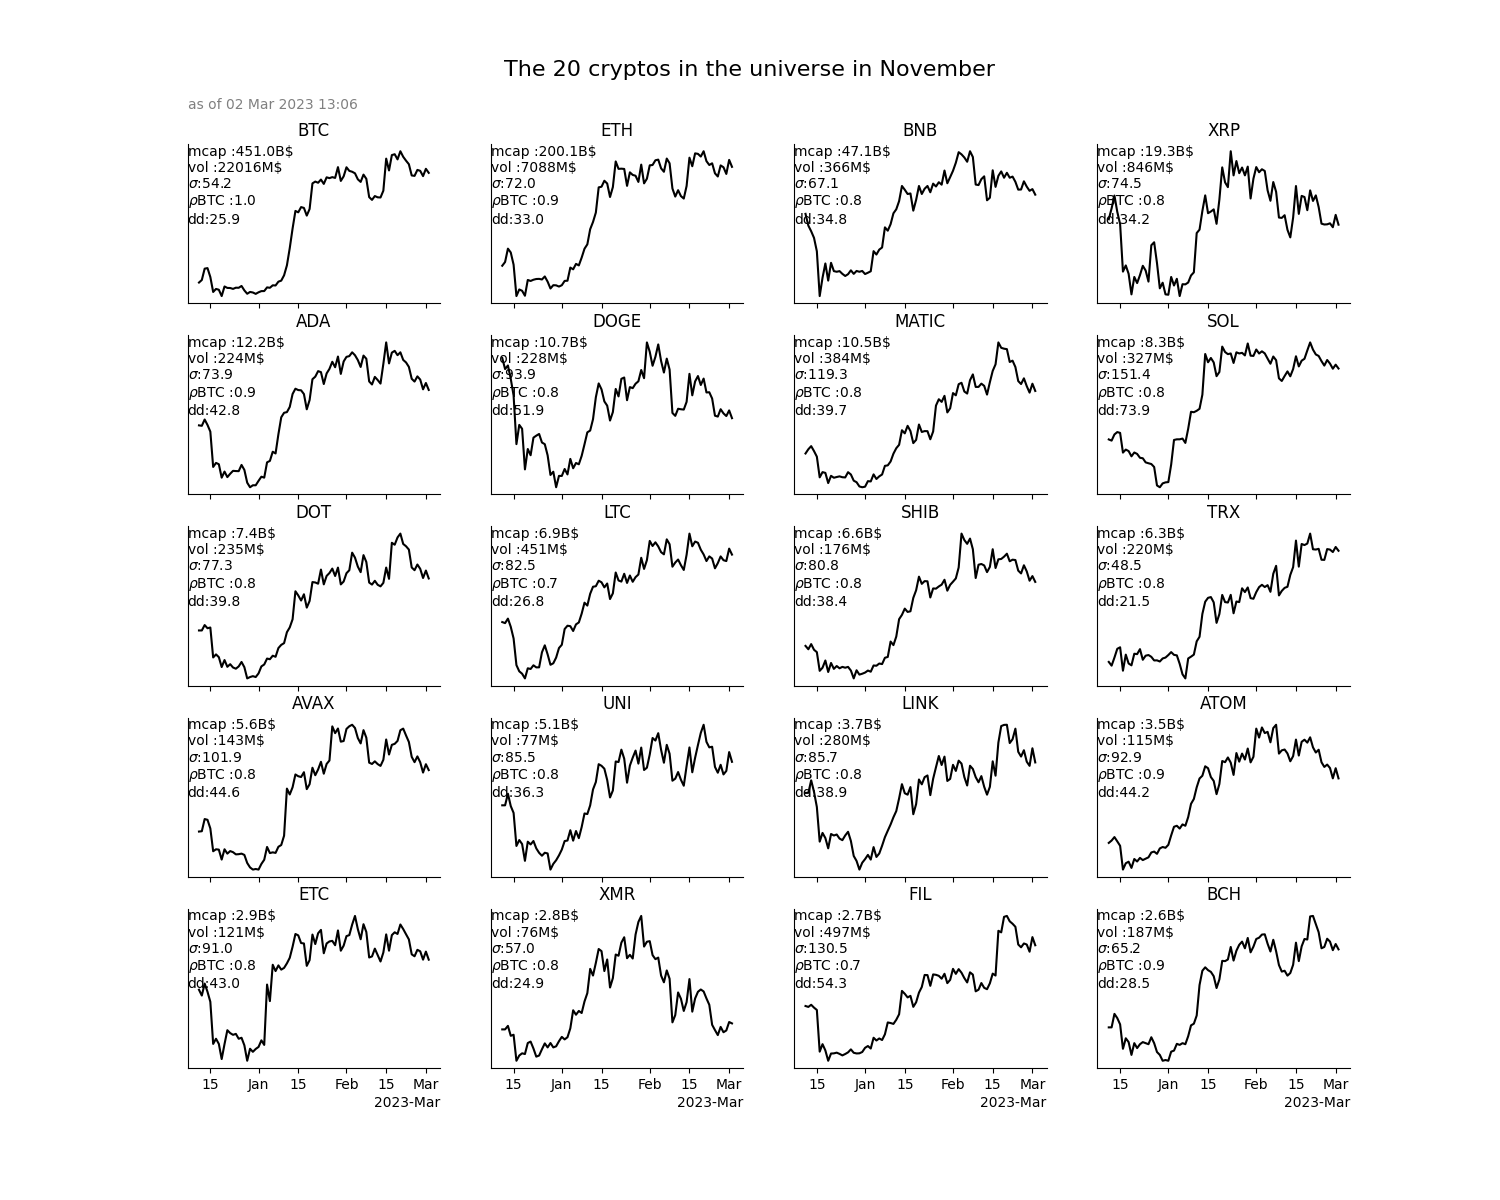 The 20 cryptos in the universe in November
as of 02 Mar 2023 13:06
BTC
mcap :451.0B$
vol :22016M$
σ:54.2
ρBTC :1.0
dd:25.9
ETH
mcap :200.1B$
vol :7088M$
σ:72.0
ρBTC :0.9
dd:33.0
BNB
mcap :47.1B$
vol :366M$
σ:67.1
ρBTC :0.8
dd:34.8
XRP
mcap :19.3B$
vol :846M$
σ:74.5
ρBTC :0.8
dd:34.2
ADA
mcap :12.2B$
vol :224M$
σ:73.9
ρBTC :0.9
dd:42.8
DOGE
mcap :10.7B$
vol :228M$
σ:93.9
ρBTC :0.8
dd:51.9
MATIC
mcap :10.5B$
vol :384M$
σ:119.3
ρBTC :0.8
dd:39.7
SOL
mcap :8.3B$
vol :327M$
σ:151.4
ρBTC :0.8
dd:73.9
DOT
mcap :7.4B$
vol :235M$
σ:77.3
ρBTC :0.8
dd:39.8
LTC
mcap :6.9B$
vol :451M$
σ:82.5
ρBTC :0.7
dd:26.8
SHIB
mcap :6.6B$
vol :176M$
σ:80.8
ρBTC :0.8
dd:38.4
TRX
mcap :6.3B$
vol :220M$
σ:48.5
ρBTC :0.8
dd:21.5
AVAX
mcap :5.6B$
vol :143M$
σ:101.9
ρBTC :0.8
dd:44.6
UNI
mcap :5.1B$
vol :77M$
σ:85.5
ρBTC :0.8
dd:36.3
LINK
mcap :3.7B$
vol :280M$
σ:85.7
ρBTC :0.8
dd:38.9
ATOM
mcap :3.5B$
vol :115M$
σ:92.9
ρBTC :0.9
dd:44.2
ETC
mcap :2.9B$
vol :121M$
σ:91.0
ρBTC :0.8
dd:43.0
XMR
mcap :2.8B$
vol :76M$
σ:57.0
ρBTC :0.8
dd:24.9
FIL
mcap :2.7B$
vol :497M$
σ:130.5
ρBTC :0.7
dd:54.3
BCH
mcap :2.6B$
vol :187M$
σ:65.2
ρBTC :0.9
dd:28.5
15 Jan 15 Feb 15 Mar
2023-Mar
15 Jan 15 Feb 15 Mar
2023-Mar
15 Jan 15 Feb 15 Mar
2023-Mar
15 Jan 15 Feb 15 Mar
2023-Mar